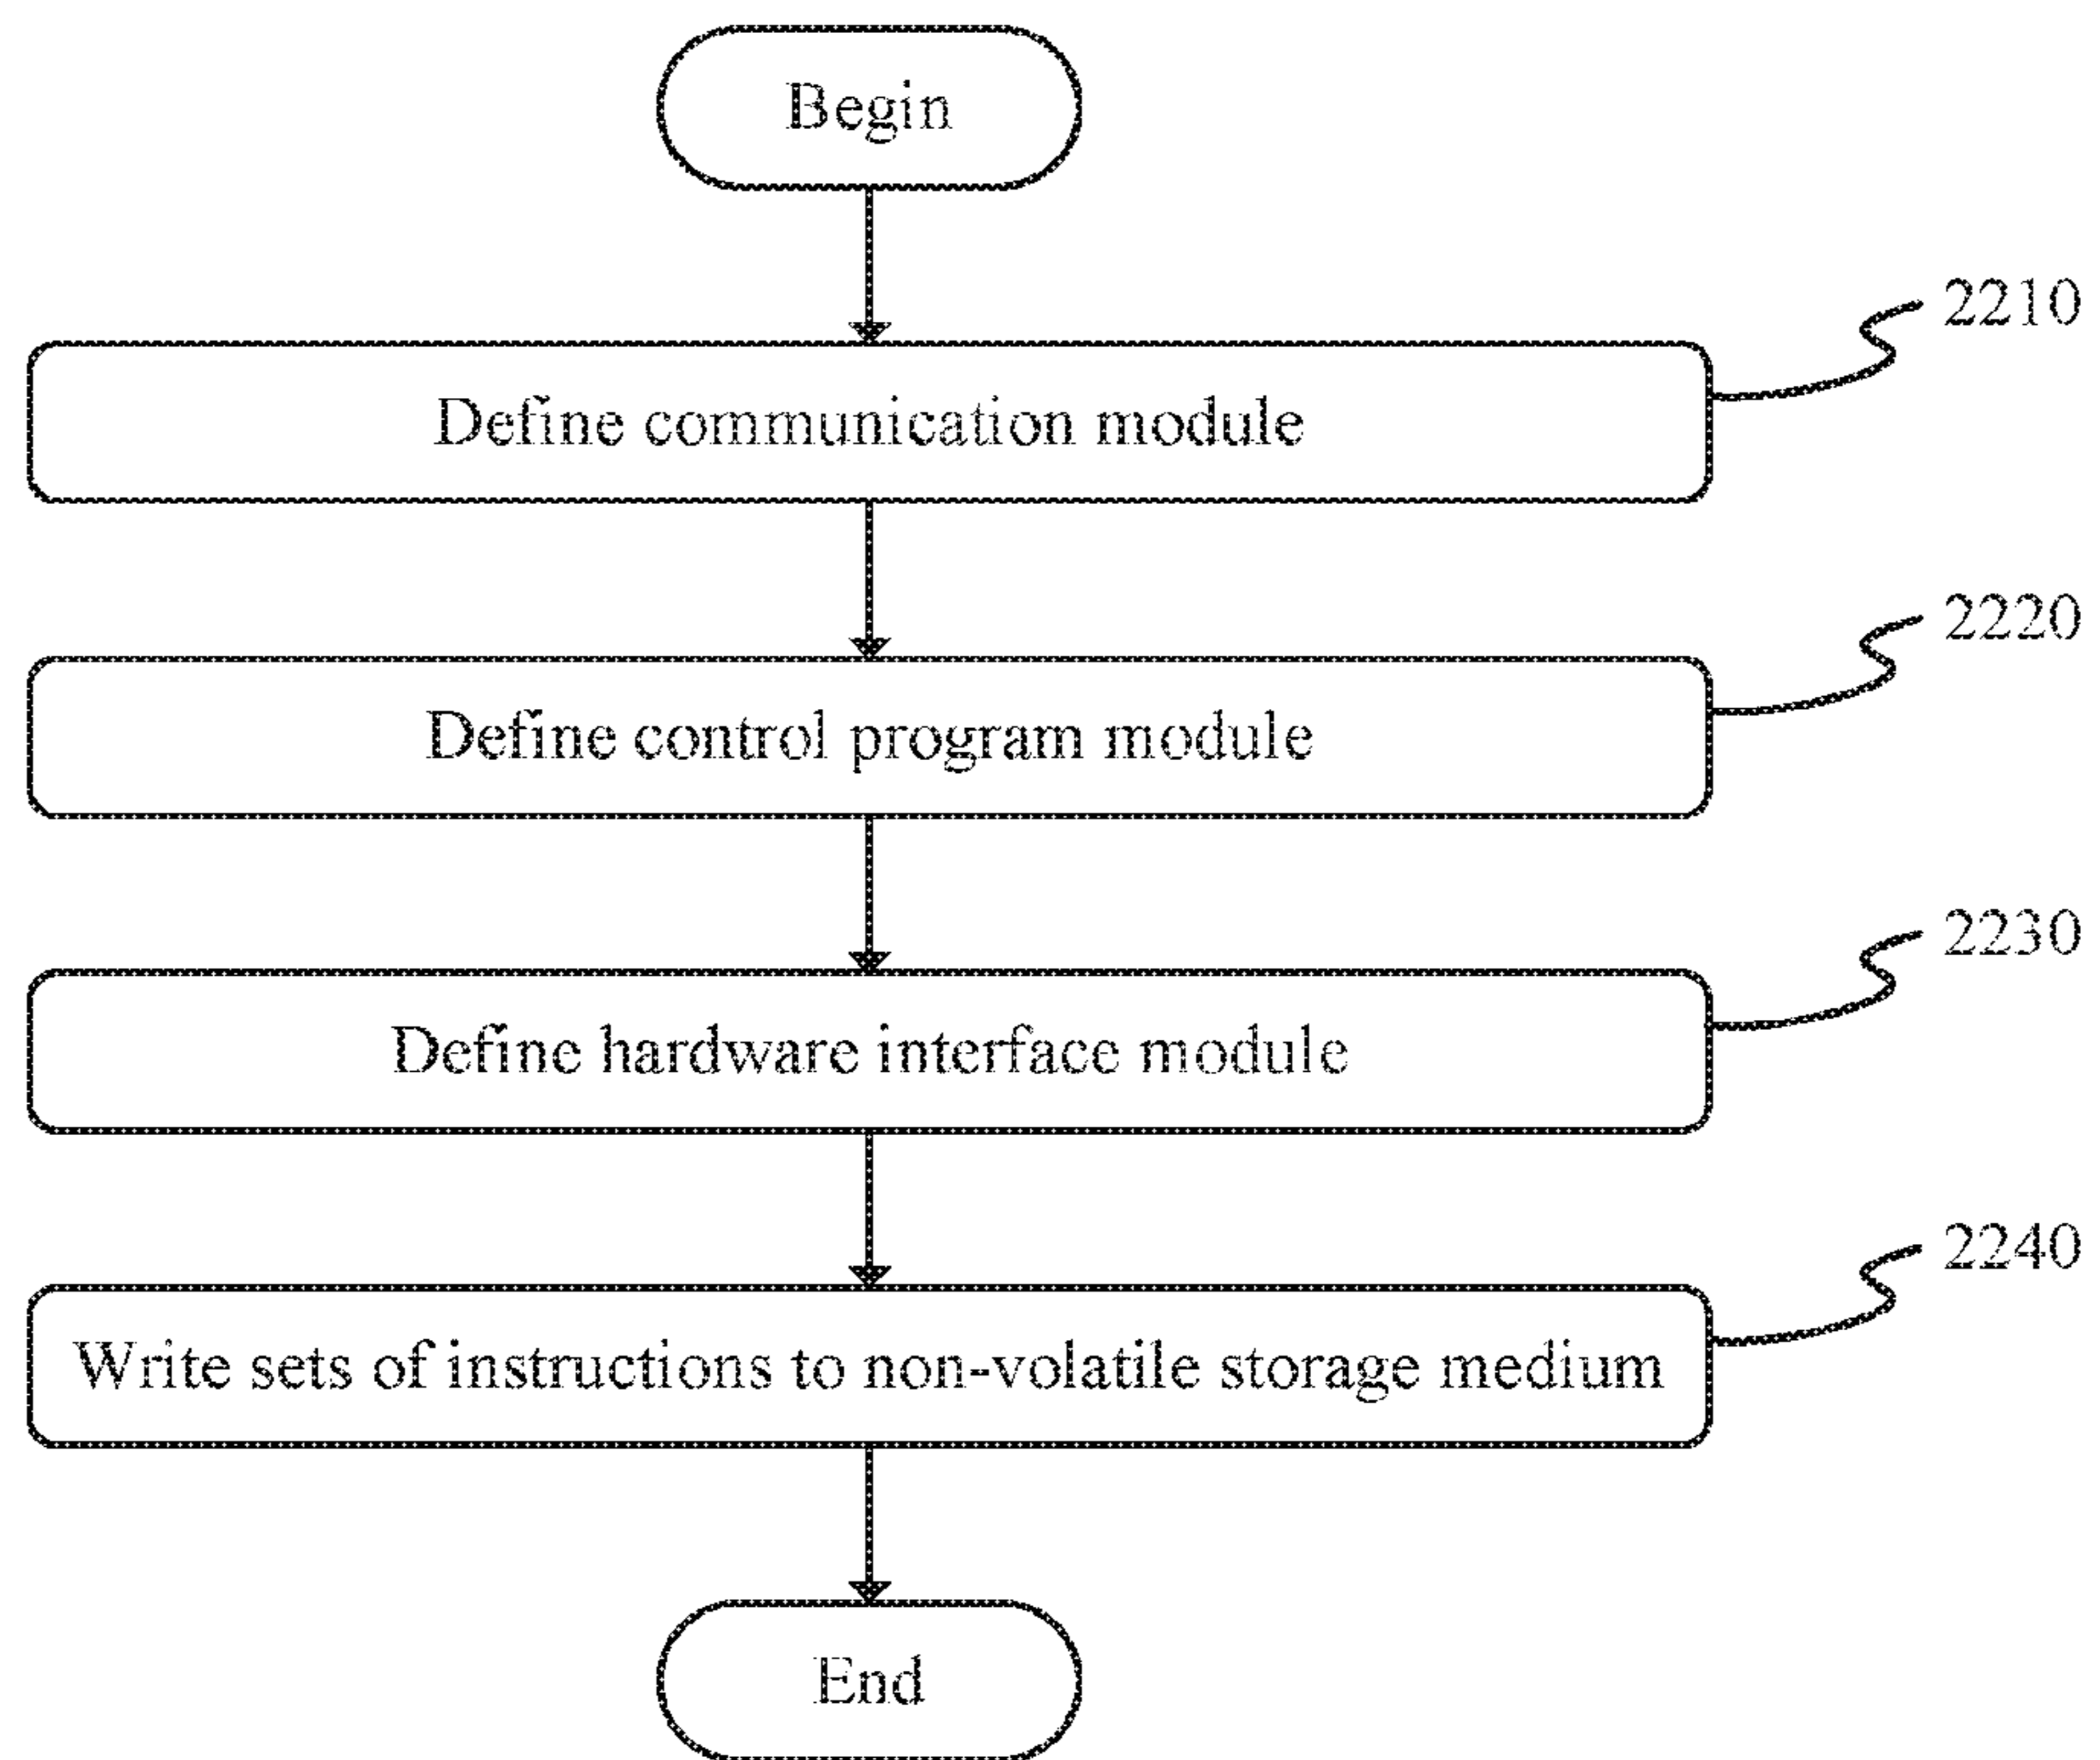 Begin
2210
Define communication module
2220
Define control program module
2230
Define hardware interface module
2240
Write sets of instructions to non-volatile storage medium
End